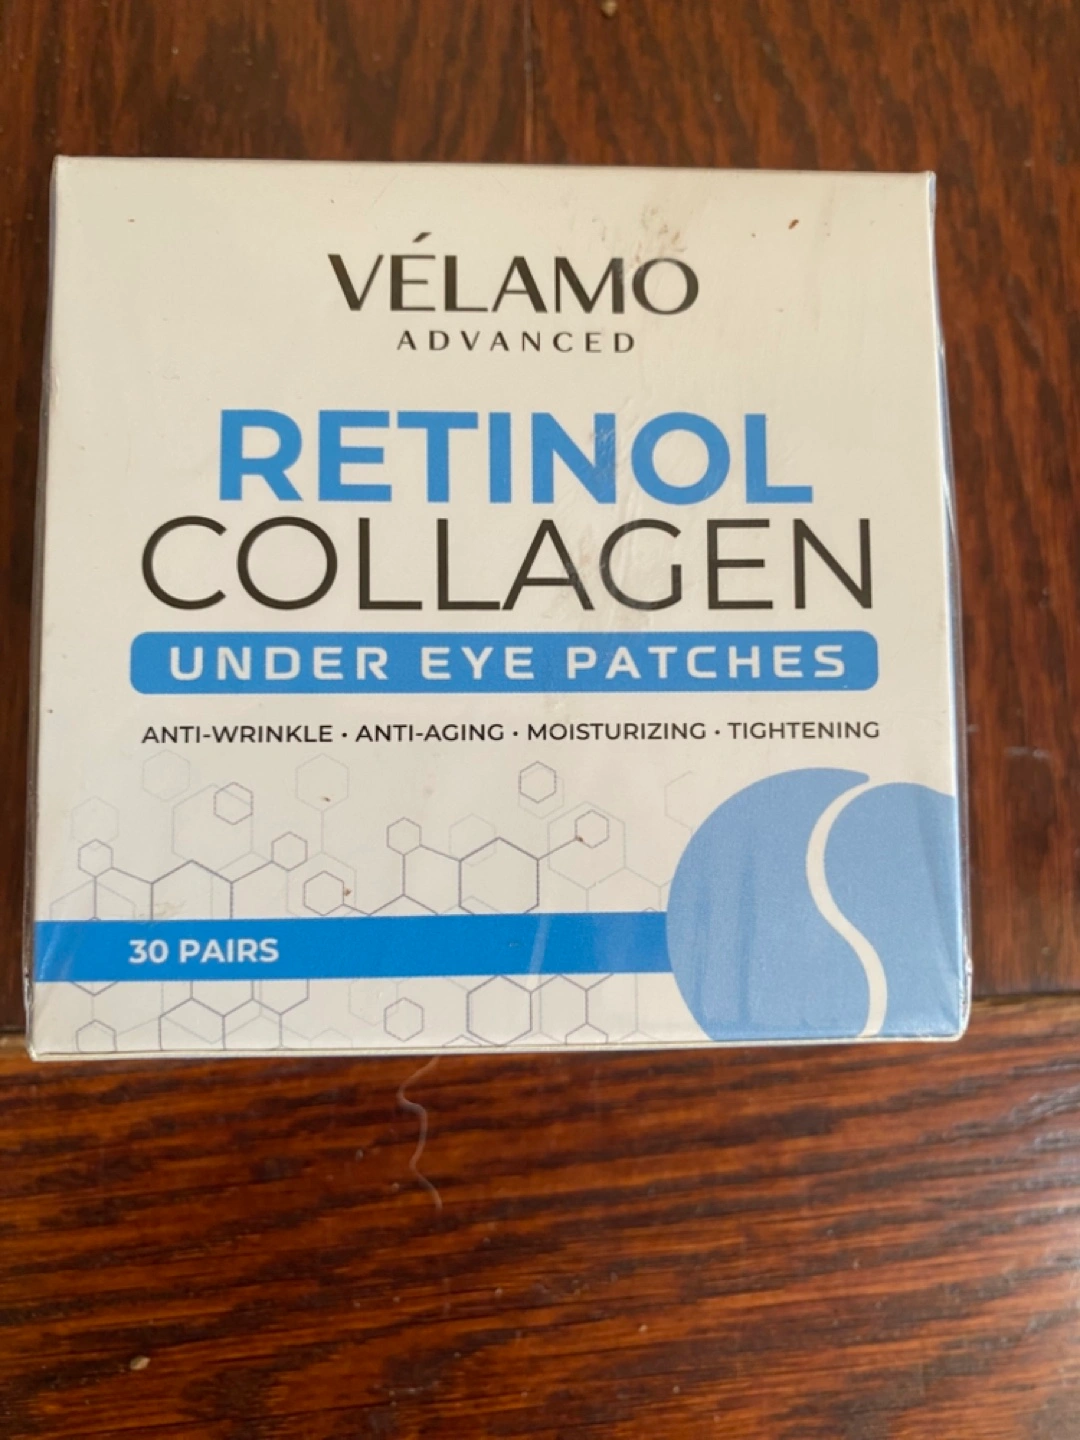 VÉLAMO
ADVANCED
RETINOL
COLLAGEN
UNDER EYE PATCHES
ANTI-WRINKLE • ANTI-AGING • MOISTURIZING • TIGHTENING
30 PAIRS